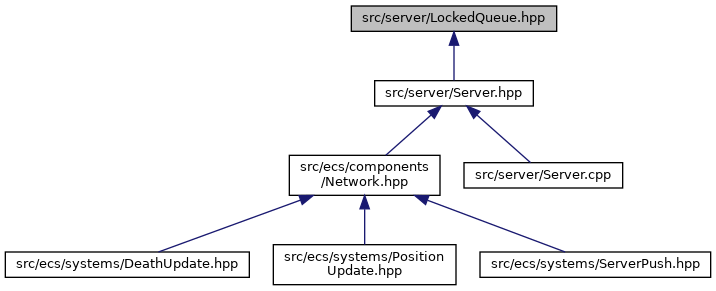 src/server/LockedQueue.hpp
src/server/Server.hpp
src/ecs/components
/Network.hpp
src/server/Server.cpp
src/ecs/systems/DeathUpdate.hpp
src/ecs/systems/Position
Update.hpp
src/ecs/systems/ServerPush.hpp